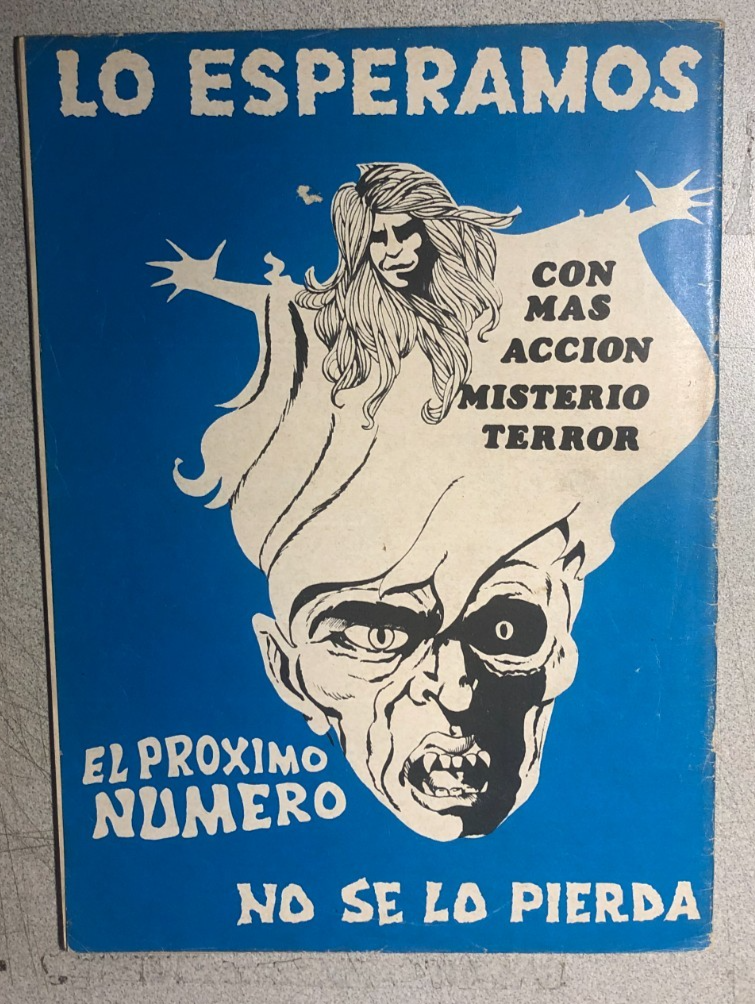 LO ESPERAMOS
CON
MAS
ACCION
MISTERIO
TERROR
EL PROXIMO
NUMERO
NO SE LO PIERDA